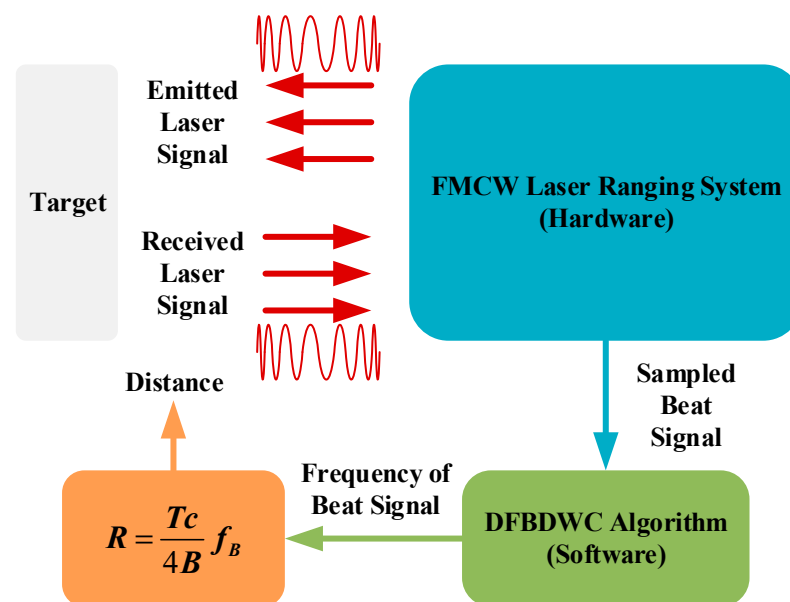 Emitted
Laser
Signal
Target
FMCW Laser Ranging System
(Hardware)
Received
Laser
Signal
Distance
Sampled
Beat
Signal
Frequency of
Beat Signal
DFBDWC Algorithm
(Software)
R = Tc/4B f_B